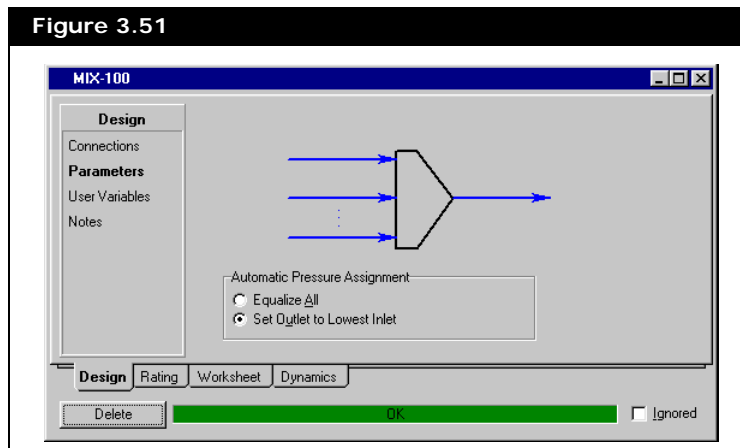 Figure 3.51
MIX-100
Design
Connections
Parameters
User Variables
Notes
Automatic Pressure Assignment
Equalize All
Set Outlet to Lowest Inlet
Design Rating Worksheet Dynamics
Delete OK Ignored